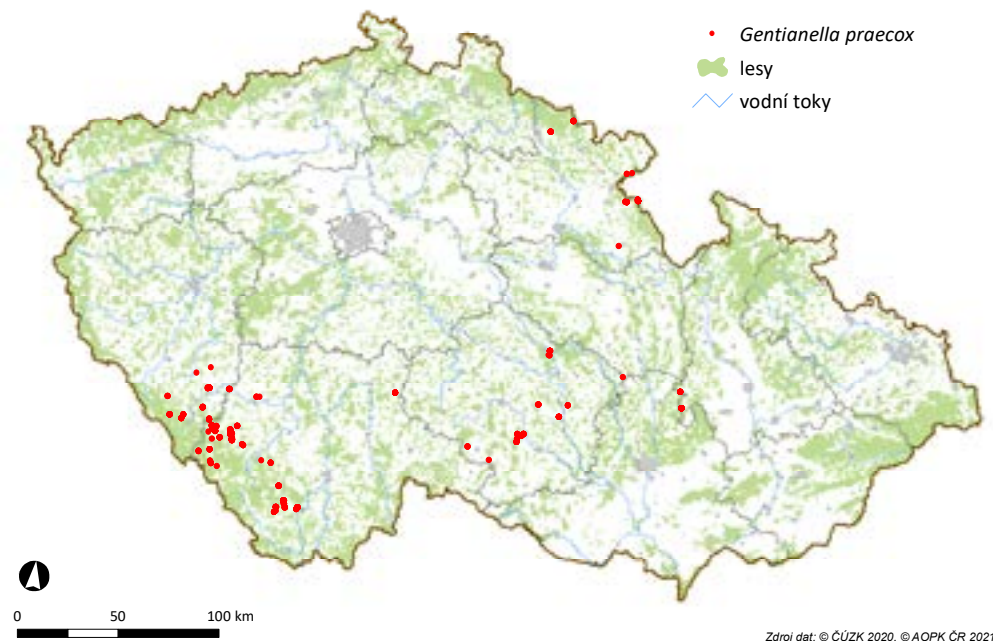 Gentianella praecox
lesy
vodní toky
0 50 100 km
Zdroj dat: © ČÚZK 2020, © AOPK ČR 2021